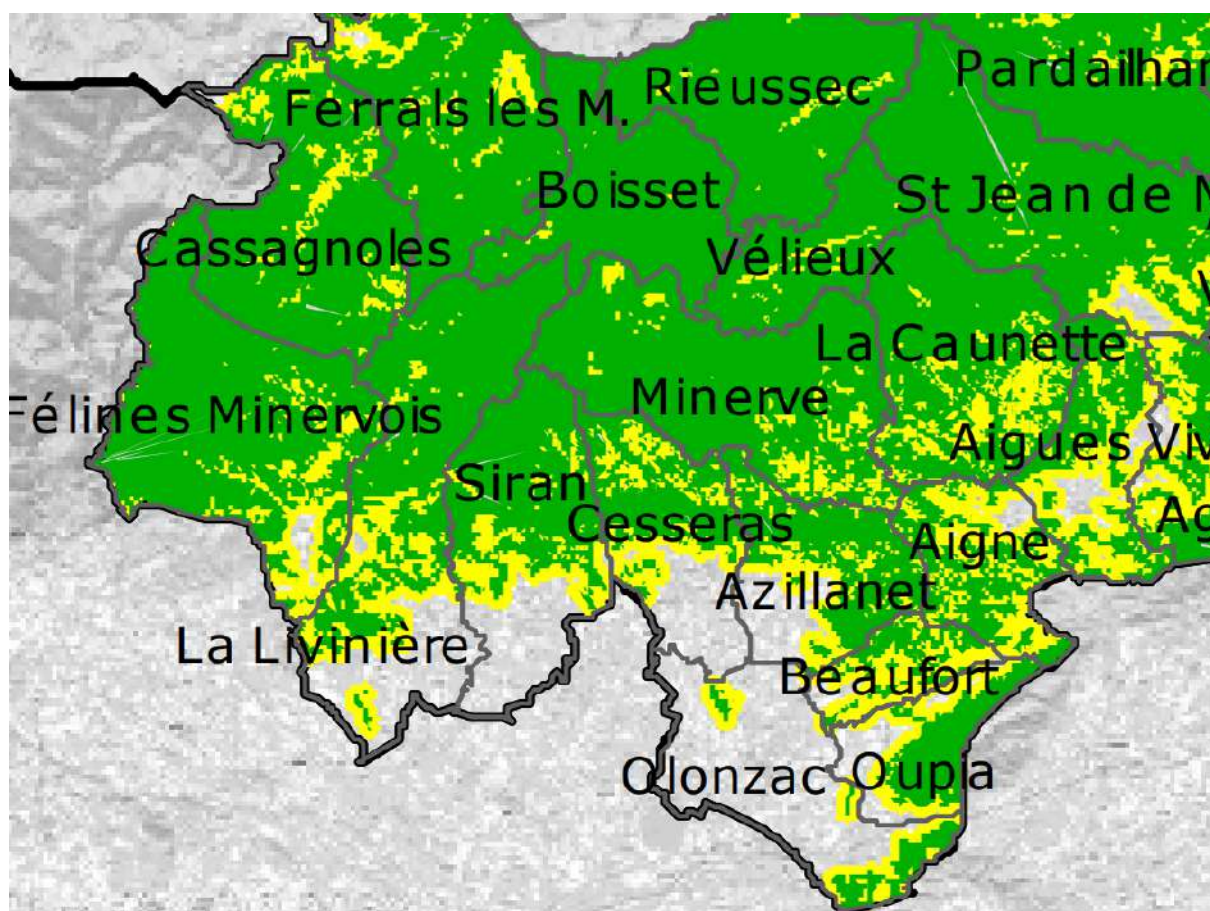 Pardailhan
Rieussec
Ferrals les M.
Boisset
St Jean de M
Cassagnoles
Vélieux
La Caunette
Minerve
Félines Minervois
Aigues Viv
Siran
Cesseras
Ag
Aigne
Azillanet
La Livinière
Beaufort
Olonzac
Oupia